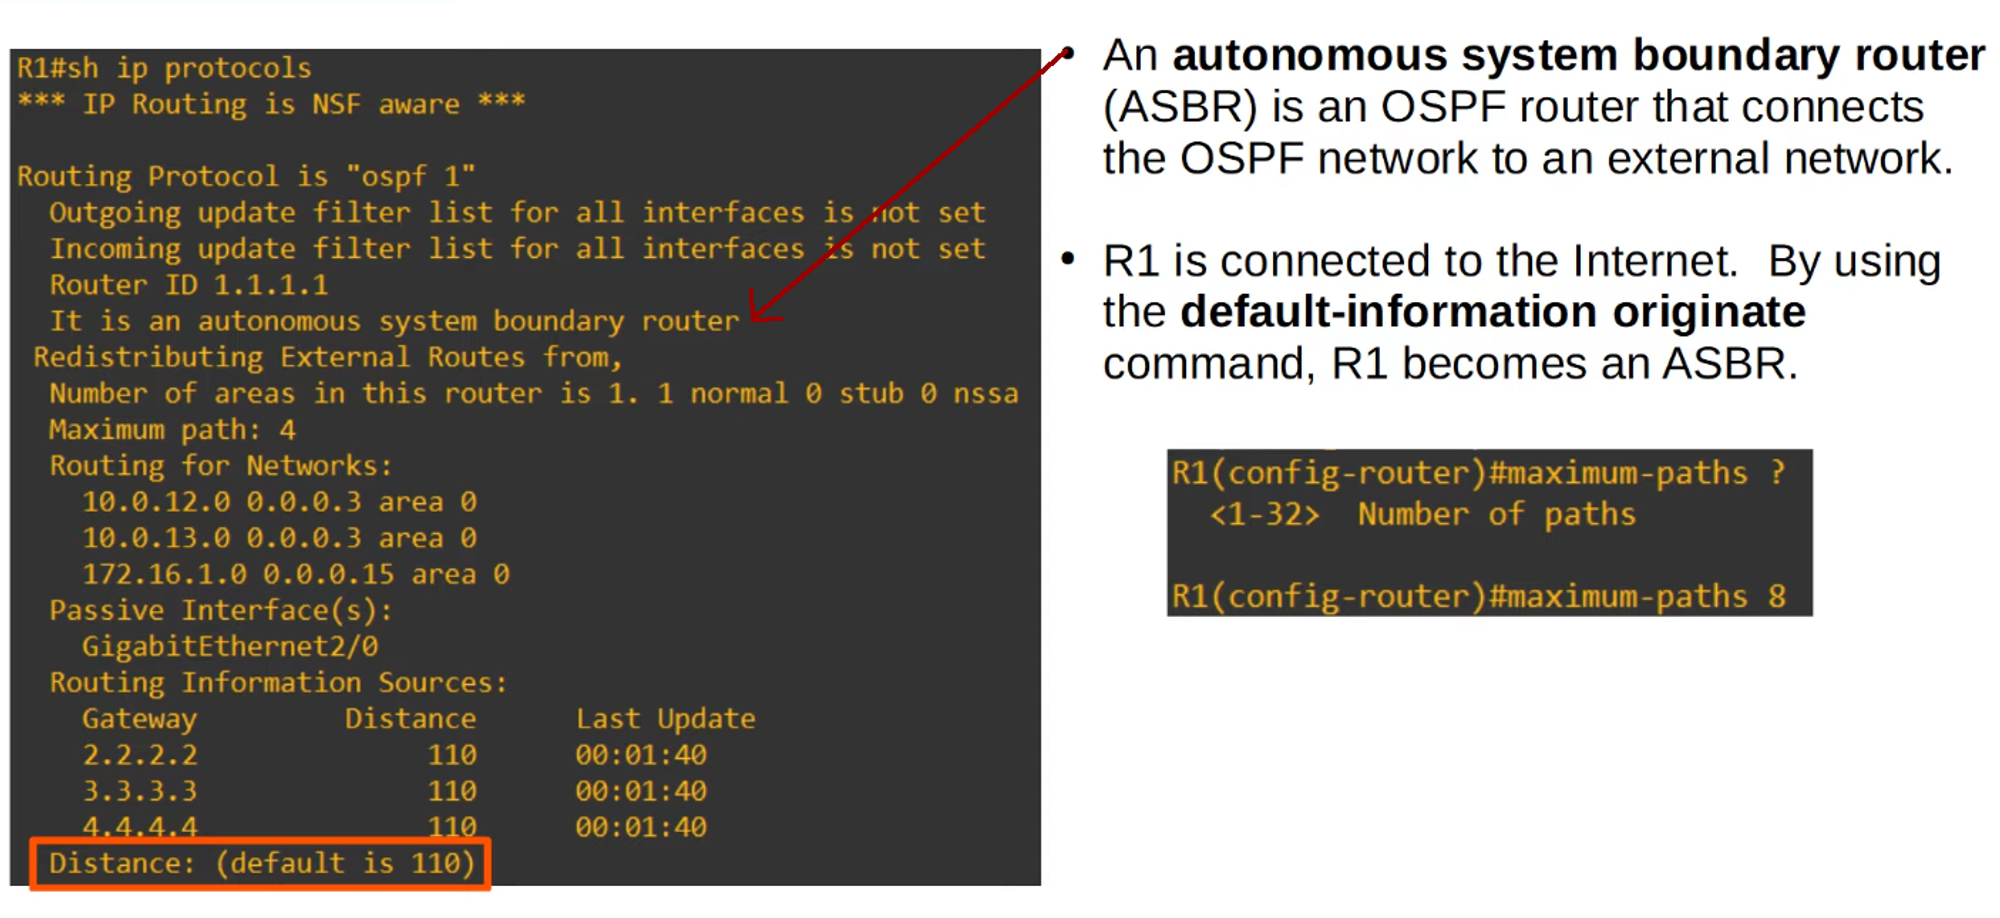 R1#sh ip protocols
*** IP Routing is NSF aware ***
Routing Protocol is "ospf 1"
Outgoing update filter list for all interfaces is not set
Incoming update filter list for all interfaces is not set
Router ID 1.1.1.1
It is an autonomous system boundary router
Redistributing External Routes from,
Number of areas in this router is 1. 1 normal 0 stub 0 nssa
Maximum path: 4
Routing for Networks:
10.0.12.0 0.0.0.3 area 0
10.0.13.0 0.0.0.3 area 0
172.16.1.0 0.0.0.15 area 0
Passive Interface(s):
GigabitEthernet2/0
Routing Information Sources:
Gateway Distance Last Update
2.2.2.2 110 00:01:40
3.3.3.3 110 00:01:40
4.4.4.4 110 00:01:40
Distance: (default is 110)
• An autonomous system boundary router
(ASBR) is an OSPF router that connects
the OSPF network to an external network.
• R1 is connected to the Internet. By using
the default-information originate
command, R1 becomes an ASBR.
R1(config-router)#maximum-paths ?
<1-32> Number of paths
R1(config-router)#maximum-paths 8